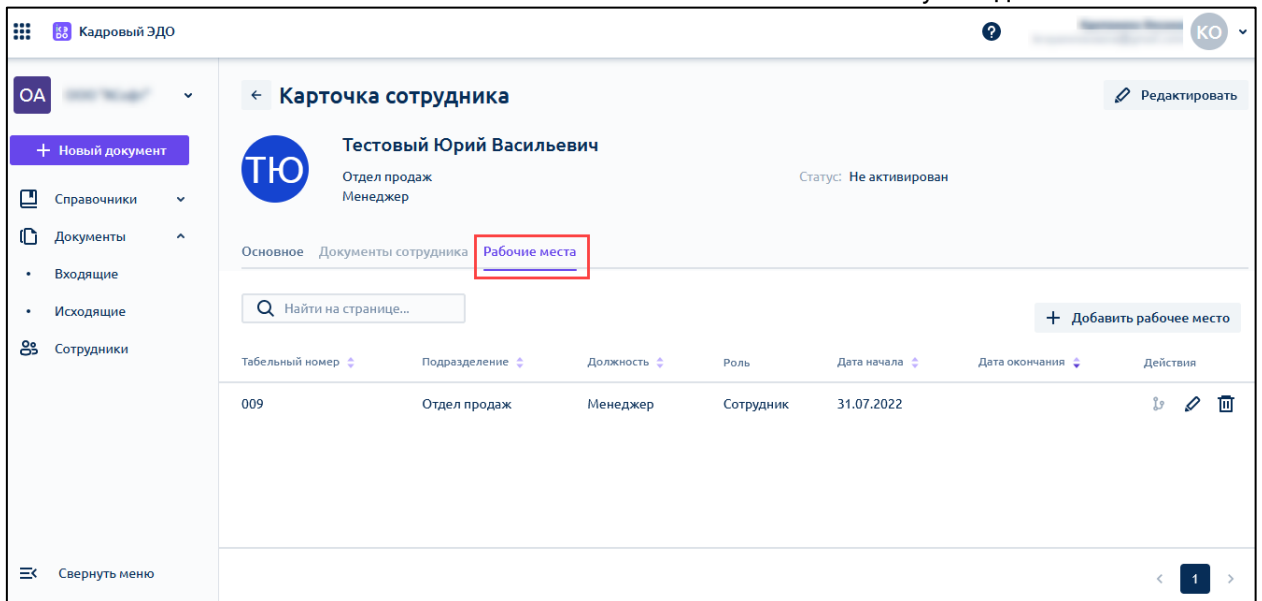 Кадровый ЭДО
КО
ОА
Карточка сотрудника
Редактировать
+ Новый документ
ТЮ
Тестовый Юрий Васильевич
Отдел продаж
Менеджер
Статус: Не активирован
Справочники
Документы
Входящие
Исходящие
Сотрудники
Основное Документы сотрудника Рабочие места
Найти на странице...
+ Добавить рабочее место
Табельный номер Подразделение Должность Роль Дата начала Дата окончания Действия
009 Отдел продаж Менеджер Сотрудник 31.07.2022
Свернуть меню
< 1 >